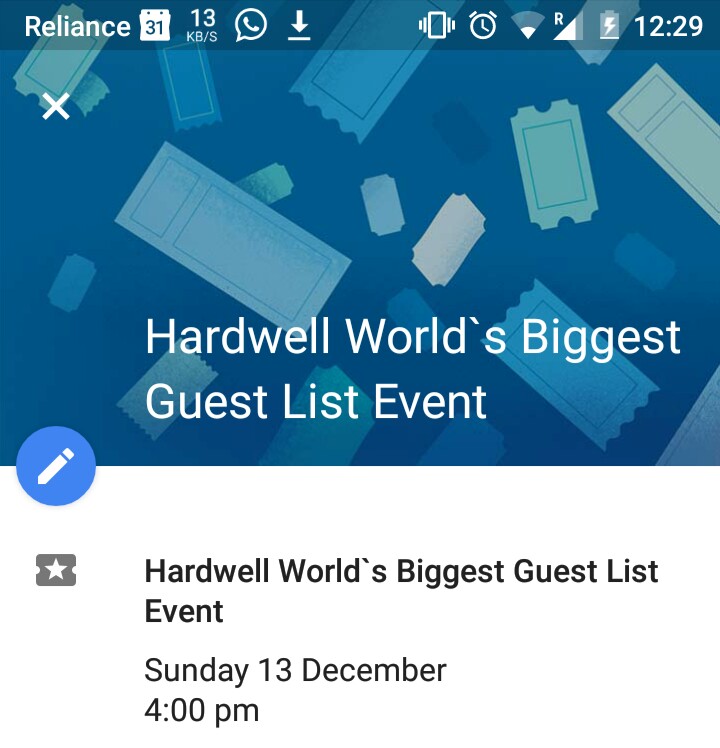 Reliance 31 13 KB/S R 12:29
Hardwell World`s Biggest
Guest List Event
Hardwell World`s Biggest Guest List
Event
Sunday 13 December
4:00 pm